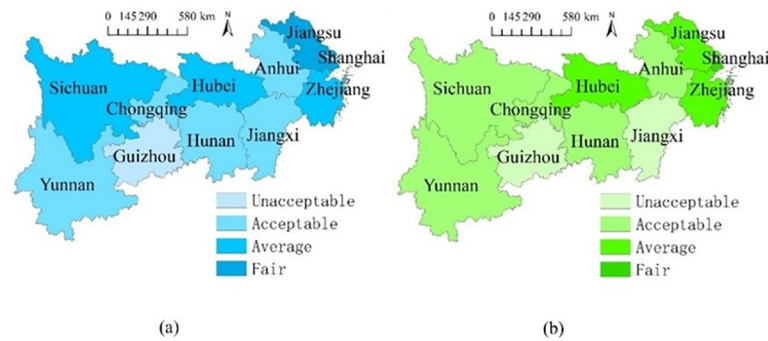 0 145290 580 km
N
Jiangsu
Shanghai
Anhui
Zhejiang
Sichuan
Hubei
Chongqing
Hunan
Jiangxi
Guizhou
Yunnan
Unacceptable
Acceptable
Average
Fair
(a)
0 145290 580 km
N
Jiangsu
Shanghai
Anhui
Zhejiang
Sichuan
Hubei
Chongqing
Hunan
Jiangxi
Guizhou
Yunnan
Unacceptable
Acceptable
Average
Fair
(b)